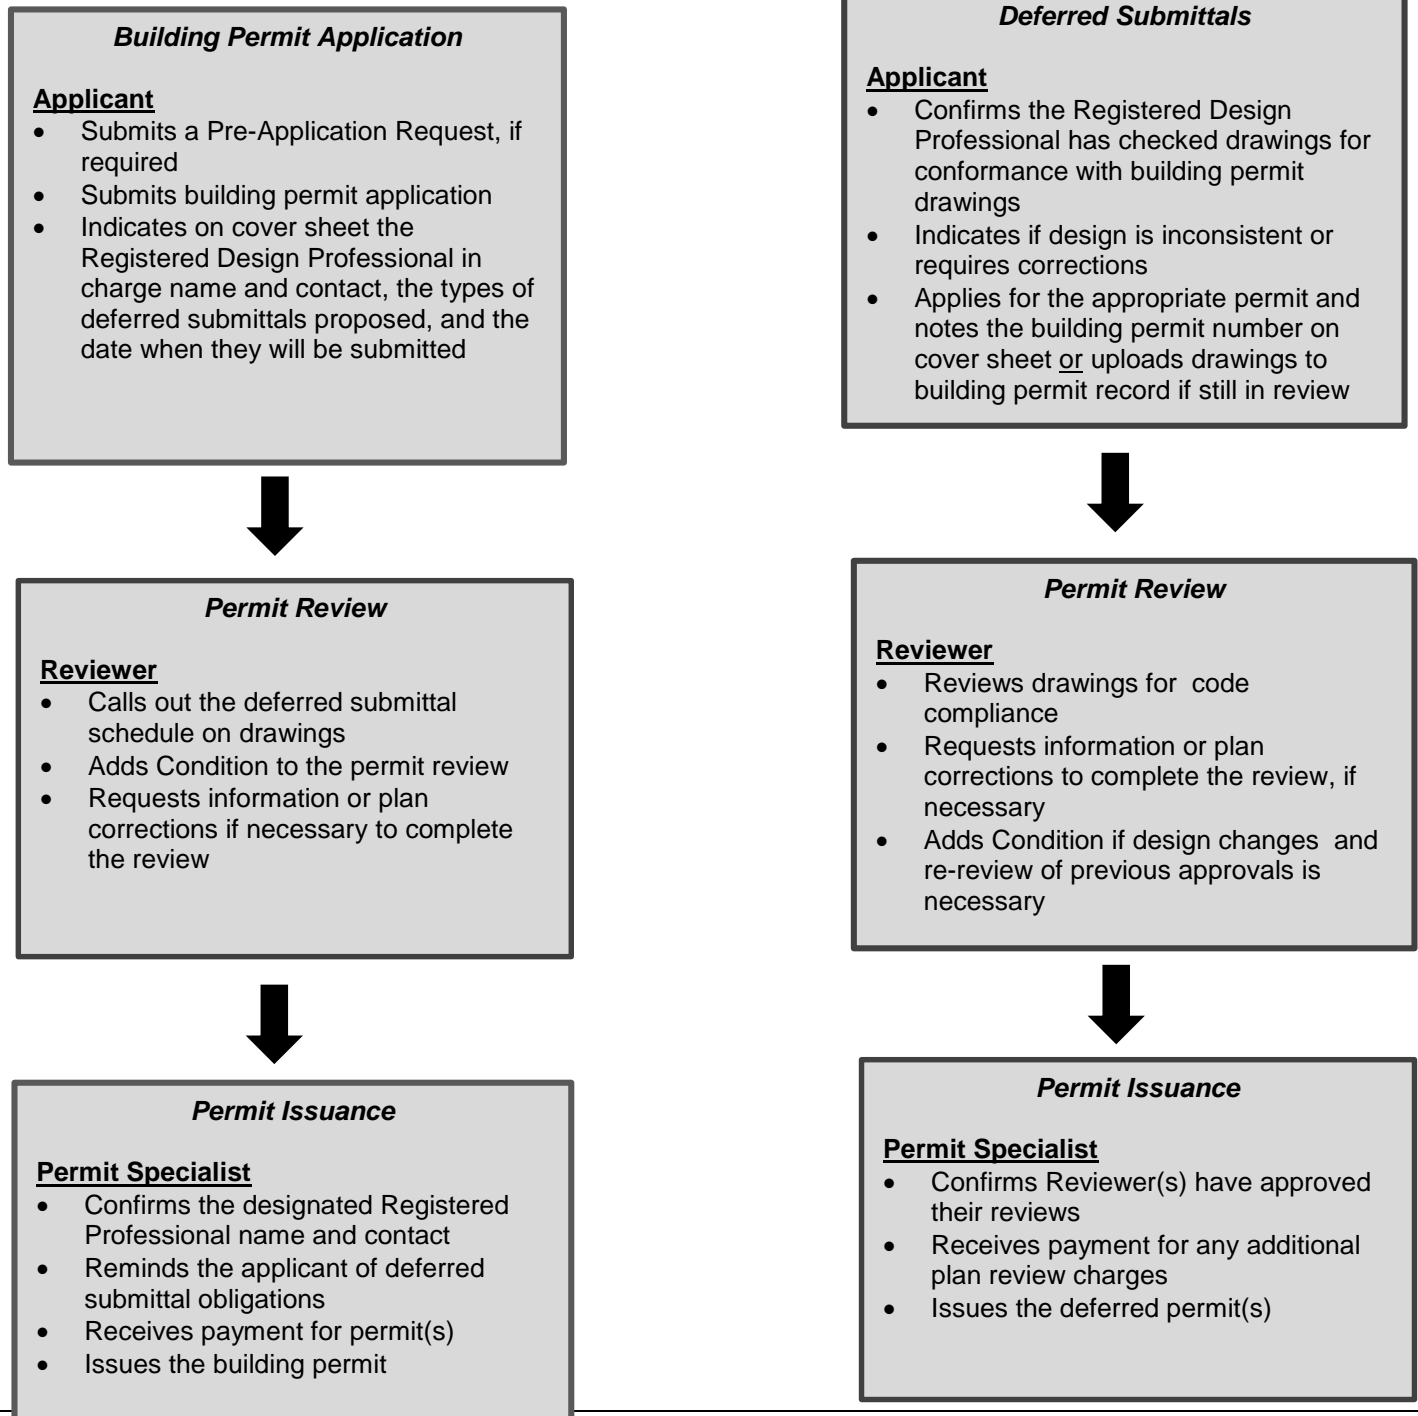 Building Permit Application
Applicant
• Submits a Pre-Application Request, if
required
• Submits building permit application
• Indicates on cover sheet the
Registered Design Professional in
charge name and contact, the types of
deferred submittals proposed, and the
date when they will be submitted
Permit Review
Reviewer
• Calls out the deferred submittal
schedule on drawings
• Adds Condition to the permit review
• Requests information or plan
corrections if necessary to complete
the review
Permit Issuance
Permit Specialist
• Confirms the designated Registered
Professional name and contact
• Reminds the applicant of deferred
submittal obligations
• Receives payment for permit(s)
• Issues the building permit
Deferred Submittals
Applicant
• Confirms the Registered Design
Professional has checked drawings for
conformance with building permit
drawings
• Indicates if design is inconsistent or
requires corrections
• Applies for the appropriate permit and
notes the building permit number on
cover sheet or uploads drawings to
building permit record if still in review
Permit Review
Reviewer
• Reviews drawings for  code
compliance
• Requests information or plan
corrections to complete the review, if
necessary
• Adds Condition if design changes  and
re-review of previous approvals is
necessary
Permit Issuance
Permit Specialist
• Confirms Reviewer(s) have approved
their reviews
• Receives payment for any additional
plan review charges
• Issues the deferred permit(s)